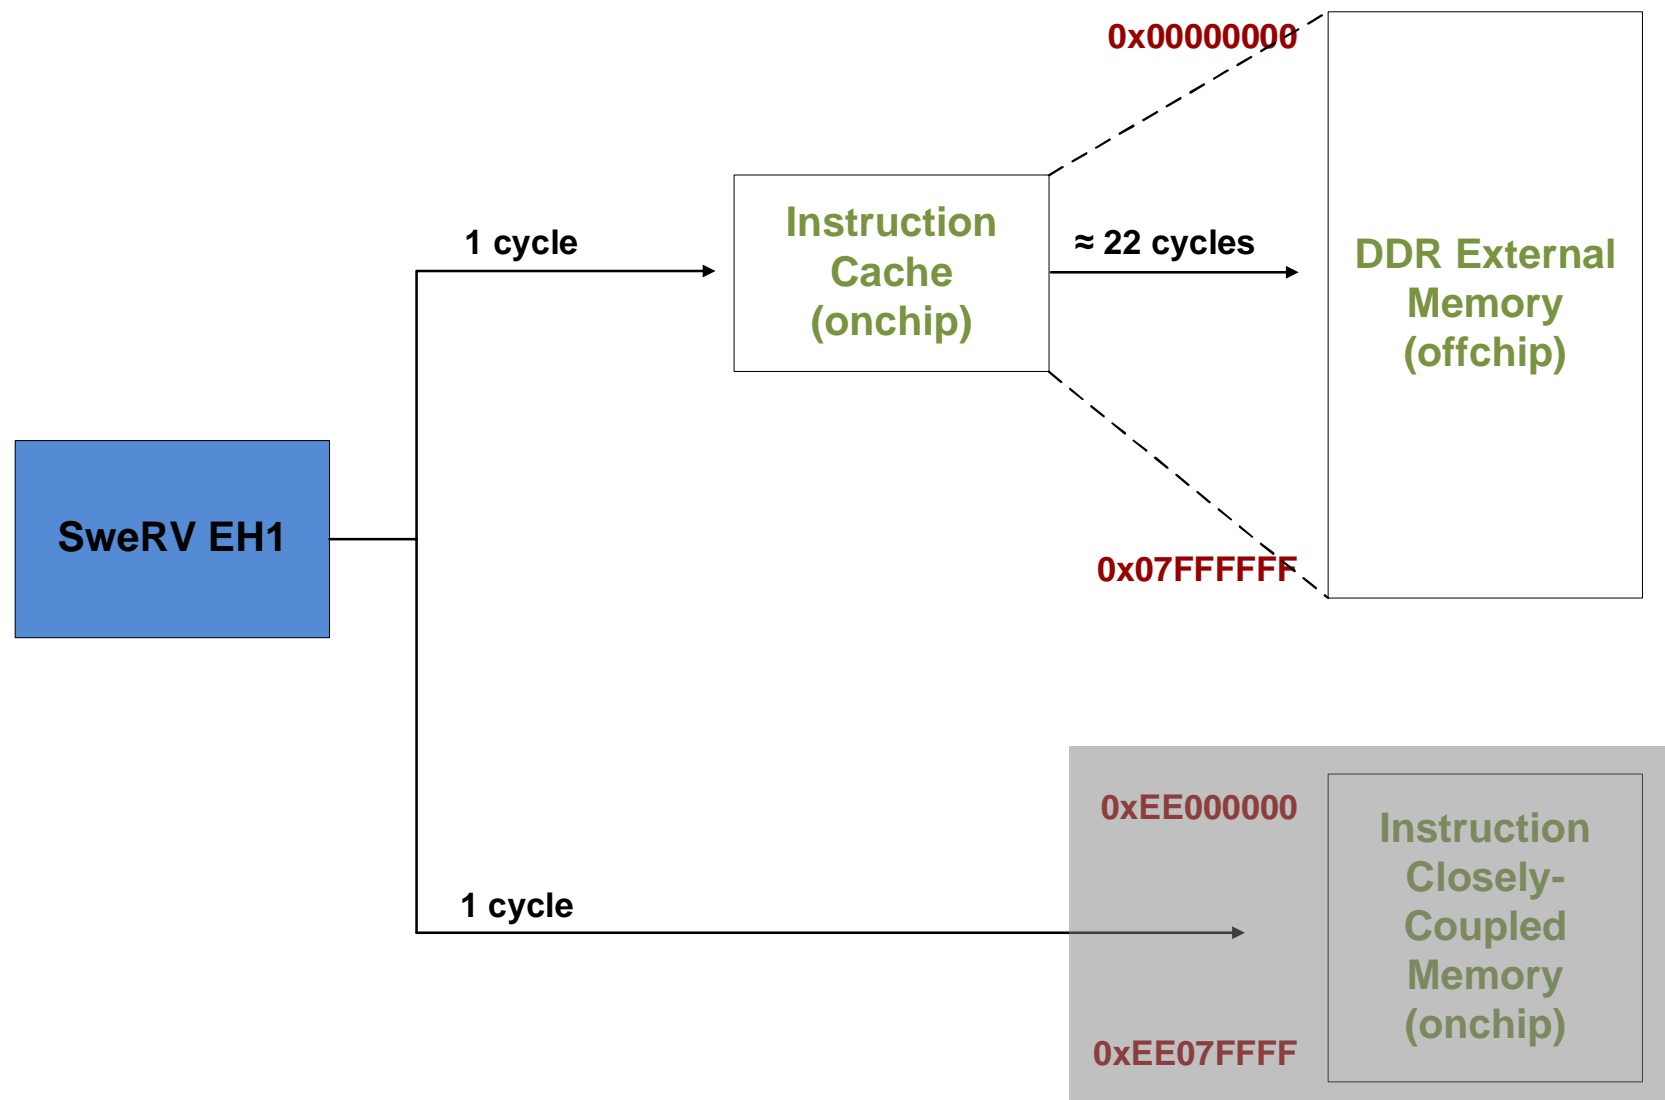 0x00000000
1 cycle
Instruction
Cache
(onchip)
≈ 22 cycles
DDR External
Memory
(offchip)
SweRV EH1
0x07FFFFFF
0xEE000000
Instruction
Closely-
Coupled
Memory
(onchip)
1 cycle
0xEE07FFFF